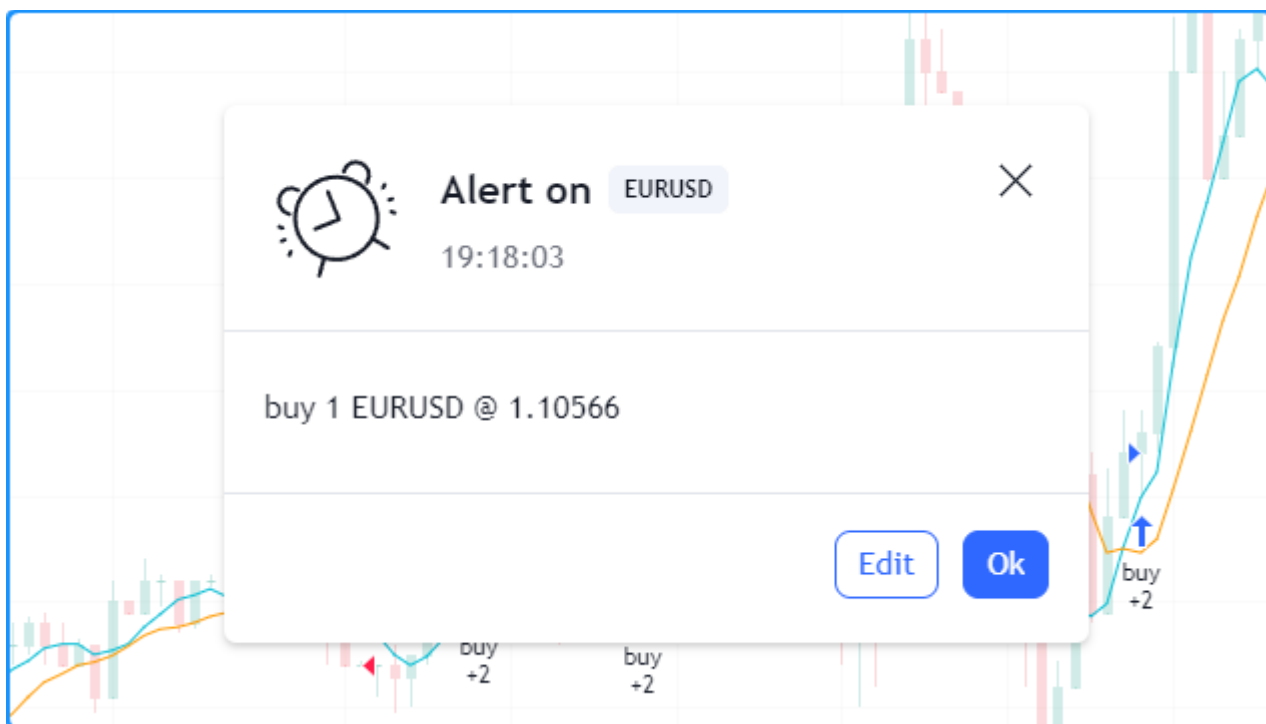 Alert on EURUSD
19:18:03
buy 1 EURUSD @ 1.10566
Edit Ok
buy
+2
buy
+2
buy
+2